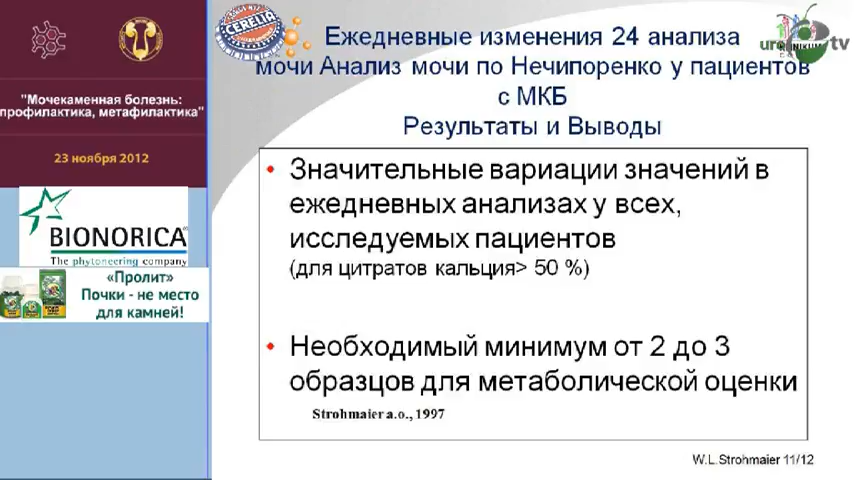 "Мочекаменная болезнь:
профилактика, метафилактика"
23 ноября 2012
BIONORICA
The phytoneering company
«Пролит»
Почки - не место
для камней!
CERELIA
Ежедневные изменения 24 анализа
мочи Анализ мочи по Нечипоренко у пациентов
с МКБ
Результаты и Выводы
• Значительные вариации значений в
ежедневных анализах у всех,
исследуемых пациентов
(для цитратов кальция> 50 %)
• Необходимый минимум от 2 до 3
образцов для метаболической оценки
Strohmaier a.o., 1997
W.L.Strohmaier 11/12